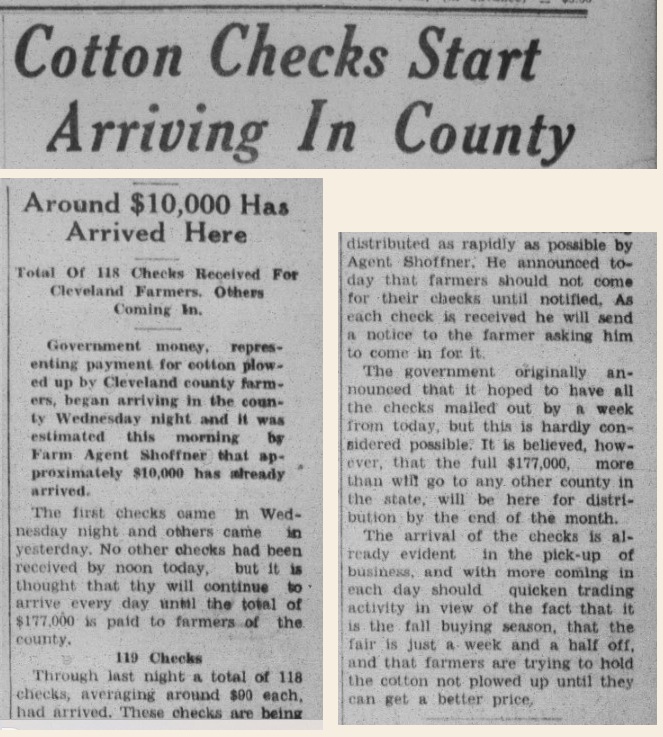 Cotton Checks Start
Arriving In County
Around $10,000 Has
Arrived Here
Total Of 118 Checks Received For
Cleveland Farmers. Others
Coming In.
Government money, repres-
enting payment for cotton plow-
ed up by Cleveland county farm-
ers, began arriving in the coun-
ty Wednesday night and it was
estimated this morning by
Farm Agent Shoffner that ap-
proximately $10,000 has already
arrived.
The first checks came in Wed-
nesday night and others came in
yesterday. No other checks had been
received by noon today, but it is
thought that thy will continue to
arrive every day until the total of
$177,000 is paid to farmers of the
county.
119 Checks
Through last night a total of 118
checks, averaging around $90 each,
had arrived. These checks are being
distributed as rapidly as possible by
Agent Shoffner. He announced to-
day that farmers should not come
for their checks until notified. As
each check is received he will send
a notice to the farmer asking him
to come in for it.
The government originally an-
nounced that it hoped to have all
the checks mailed out by a week
from today, but this is hardly con-
sidered possible. It is believed, how-
ever, that the full $177,000, more
than will go to any other county in
the state, will be here for distri-
bution by the end of the month.
The arrival of the checks is al-
ready evident in the pick-up of
business, and with more coming in
each day should quicken trading
activity in view of the fact that it
is the fall buying season, that the
fair is just a week and a half off,
and that farmers are trying to hold
the cotton not plowed up until they
can get a better price.